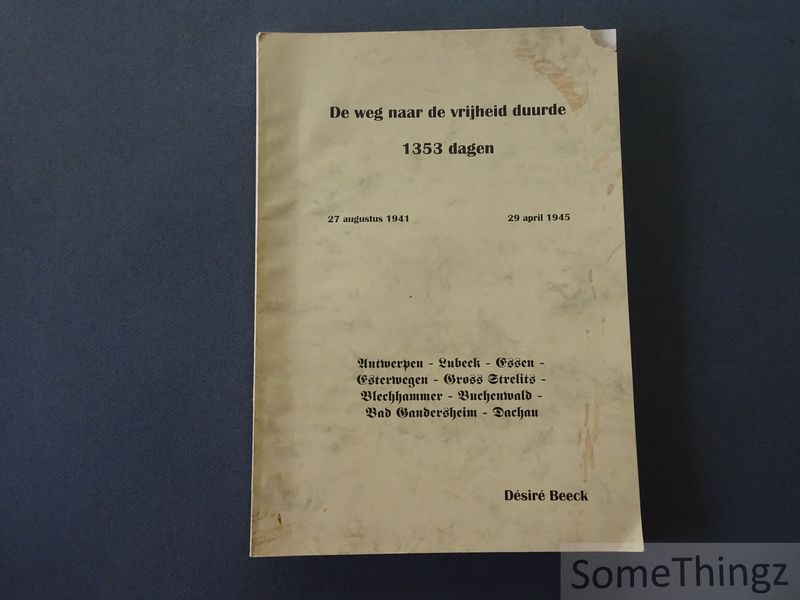 De weg naar de vrijheid duurde
1353 dagen
27 augustus 1941 29 april 1945
Antwerpen - Lubeck - Essen -
Esterwegen - Gross Strelits -
Blechhammer - Buchenwald -
Bad Gandersheim - Dachau
Désiré Beeck
SomeThingz